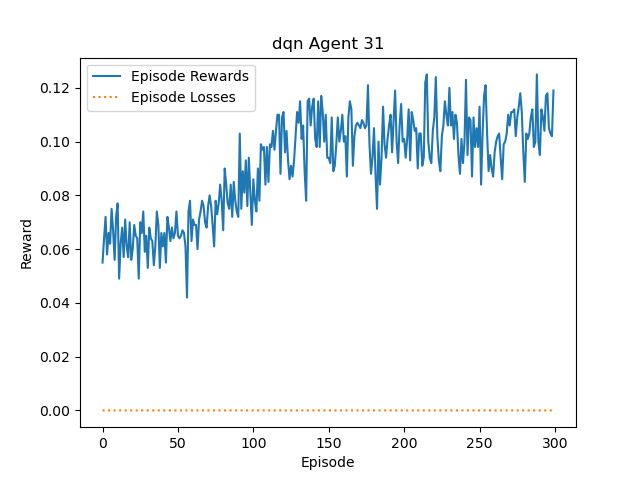 dqn Agent 31
Episode Rewards
Episode Losses
Reward
0.12
0.10
0.08
0.06
0.04
0.02
0.00
0 50 100 150 200 250 300
Episode